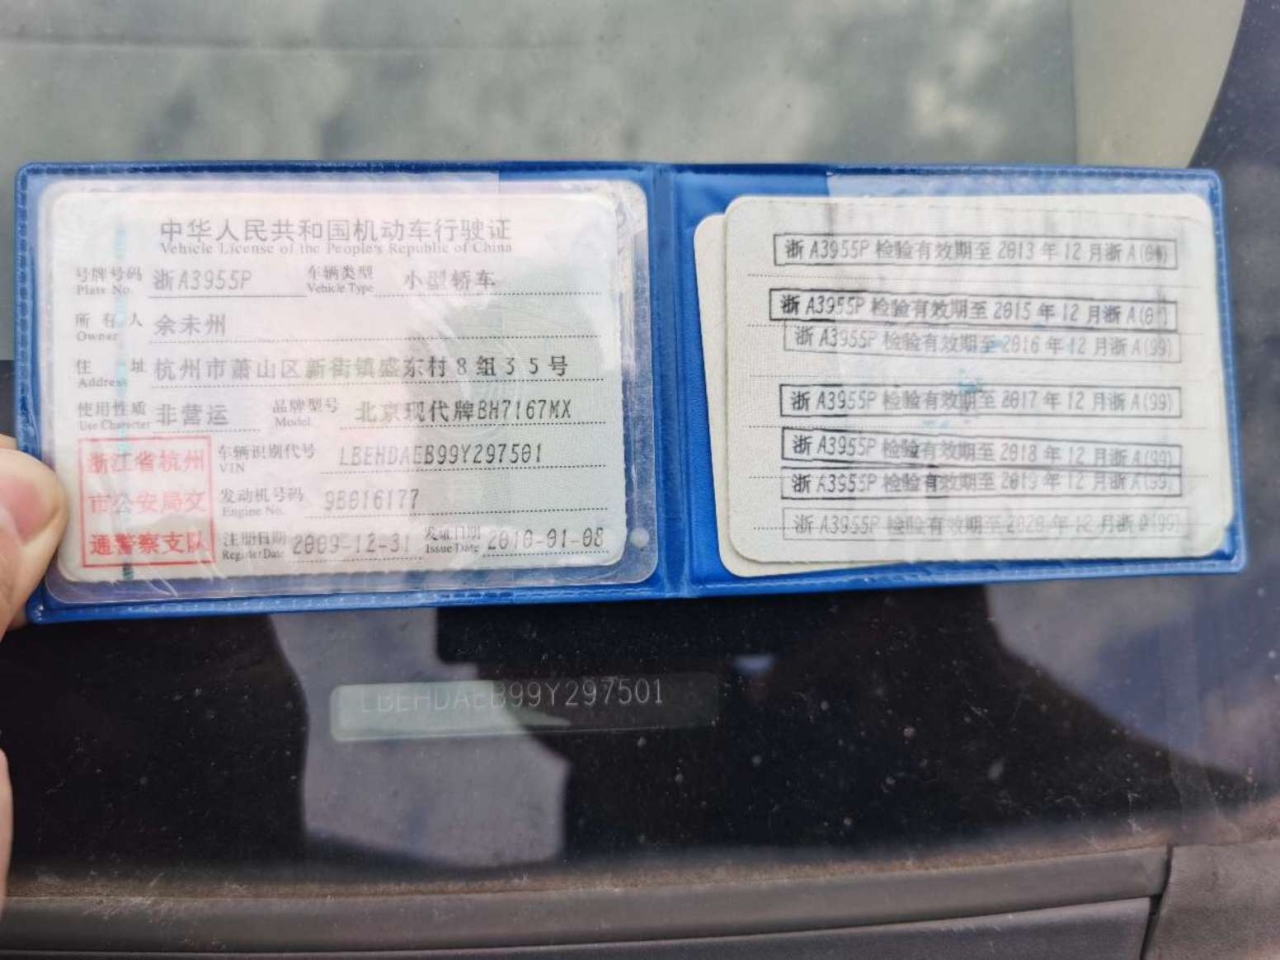 中华人民共和国机动车行驶证
Vehicle License of the People's Republic of China
号牌号码 浙A3955P 车辆类型 小型轿车
Plate No. Vehicle Type
所有人 余未州
Owner
住址 杭州市萧山区新街镇盛东村8组35号
Address
使用性质 非营运 品牌型号 北京现代牌BH7167MX
Use Character Model
浙江省杭州
市公安局交
通警察支队
车辆识别代号 LBEHDAEB99Y297501
VIN
发动机号码 9B016177
Engine No.
注册日期 2009-12-31 发证日期 2010-01-08
Register Date Issue Date
浙A3955P 检验有效期至2013年12月浙A
浙A3955P 检验有效期至2015年12月浙A
浙A3955P 检验有效期至2016年12月浙A(99)
浙A3955P 检验有效期至2017年12月浙A(99)
浙A3955P 检验有效期至2018年12月浙A(99)
浙A3955P 检验有效期至2019年12月浙A(99)
浙A3955P 检验有效期至2020年12月浙
LBEHDAEB99Y297501